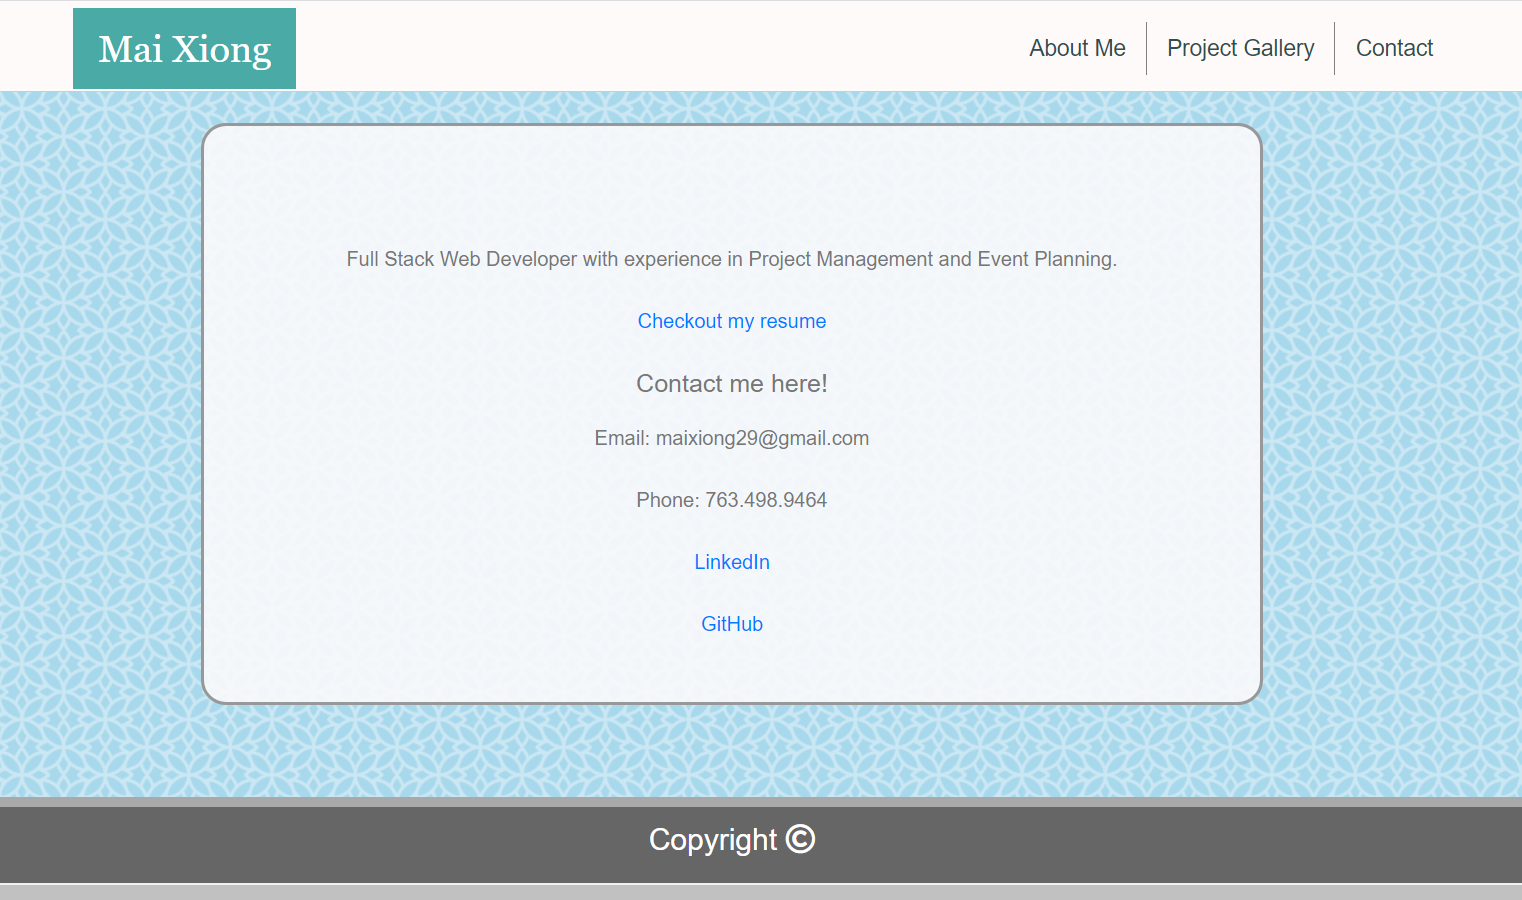 Mai Xiong
About Me
Project Gallery
Contact
Full Stack Web Developer with experience in Project Management and Event Planning.
Checkout my resume
Contact me here!
Email: maixiong29@gmail.com
Phone: 763.498.9464
LinkedIn
GitHub
Copyright ©